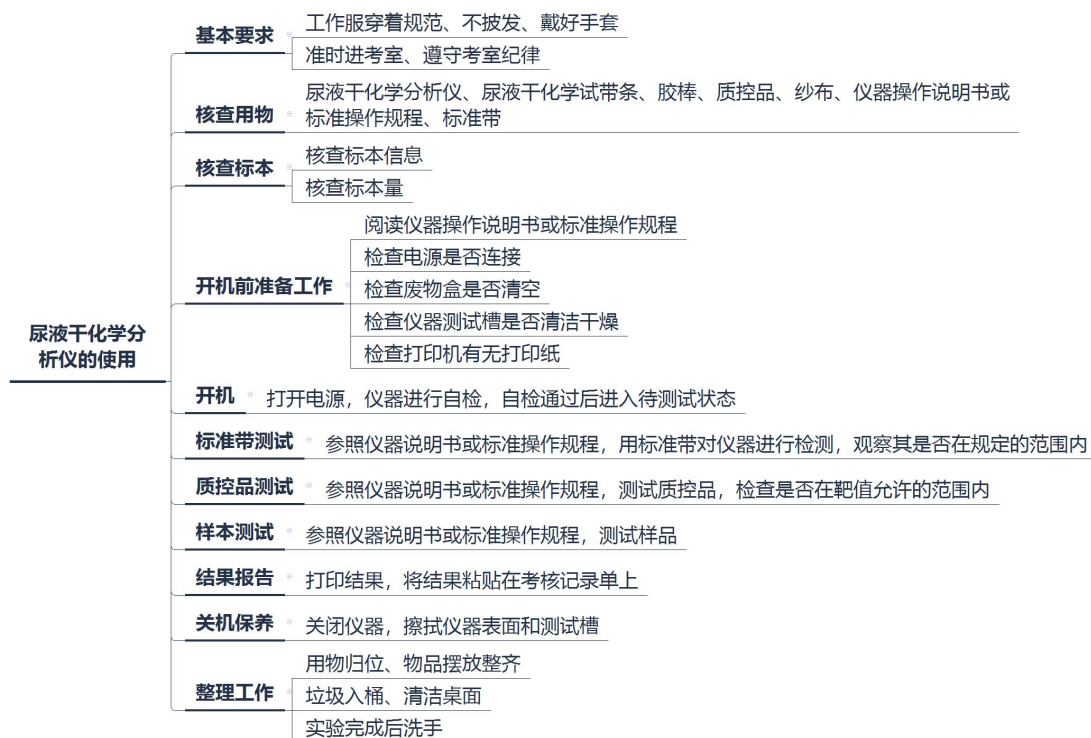 尿液干化学分
析仪的使用
基本要求
工作服穿着规范、不披发、戴好手套
准时进考室、遵守考室纪律
核查用物
尿液干化学分析仪、尿液干化学试带条、胶棒、质控品、纱布、仪器操作说明书或
标准操作规程、标准带
核查标本
核查标本信息
核查标本量
开机前准备工作
阅读仪器操作说明书或标准操作规程
检查电源是否连接
检查废物盒是否清空
检查仪器测试槽是否清洁干燥
检查打印机有无打印纸
开机
打开电源，仪器进行自检，自检通过后进入待测试状态
标准带测试
参照仪器说明书或标准操作规程，用标准带对仪器进行检测，观察其是否在规定的范围内
质控品测试
参照仪器说明书或标准操作规程，测试质控品，检查是否在靶值允许的范围内
样本测试
参照仪器说明书或标准操作规程，测试样品
结果报告
打印结果，将结果粘贴在考核记录单上
关机保养
关闭仪器，擦拭仪器表面和测试槽
整理工作
用物归位、物品摆放整齐
垃圾入桶、清洁桌面
实验完成后洗手